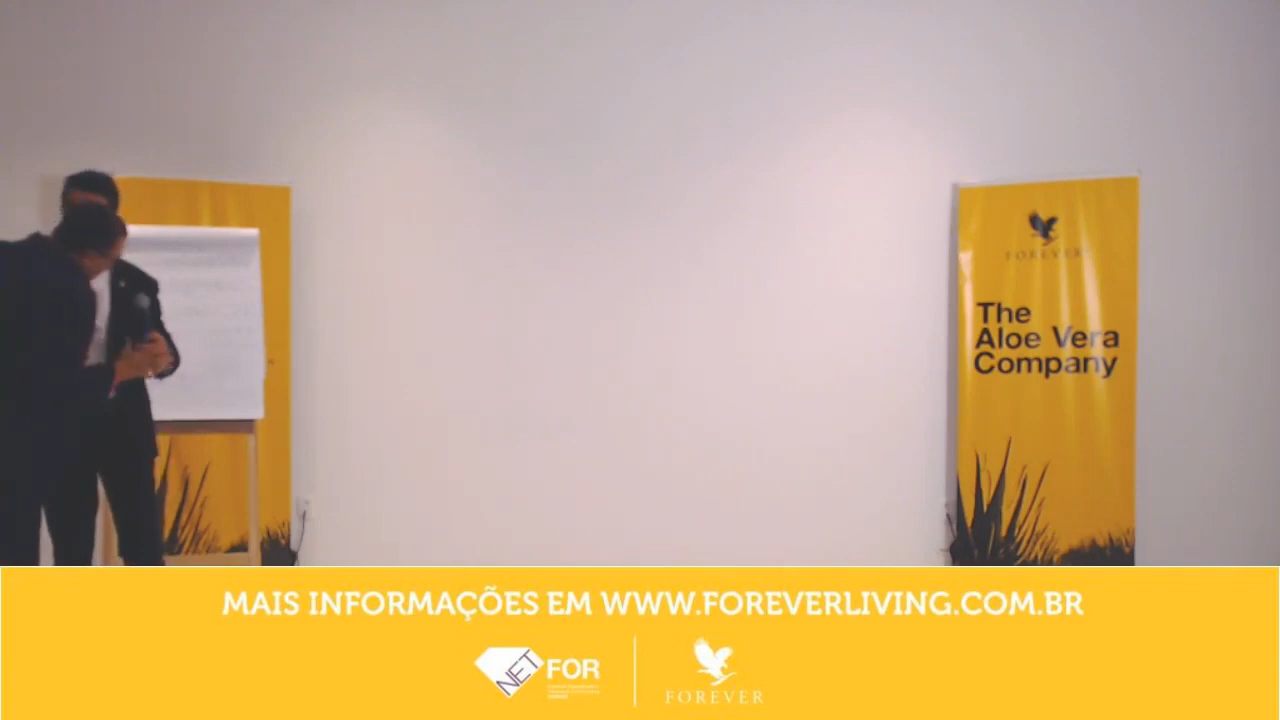 FOREVER
The
Aloe Vera
Company
MAIS INFORMAÇÕES EM WWW.FOREVERLIVING.COM.BR
NET FOR
FOREVER